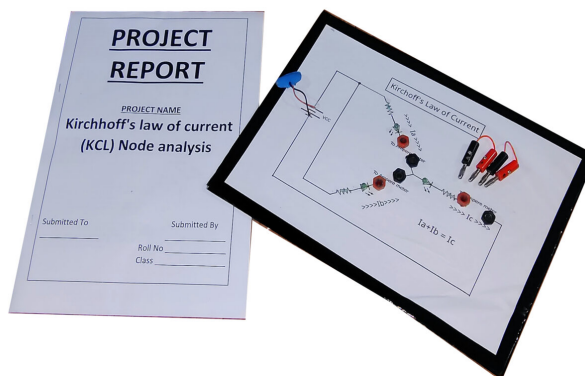 PROJECT
REPORT
PROJECT NAME
Kirchhoff's law of current
(KCL) Node analysis
Submitted To
Submitted By
Roll No
Class
Kirchoff's Law of Current
VCC
>>>> Ia >>>>
>>>>Ib>>>>
>>>> Ic >>>>
Ia+Ib = Ic